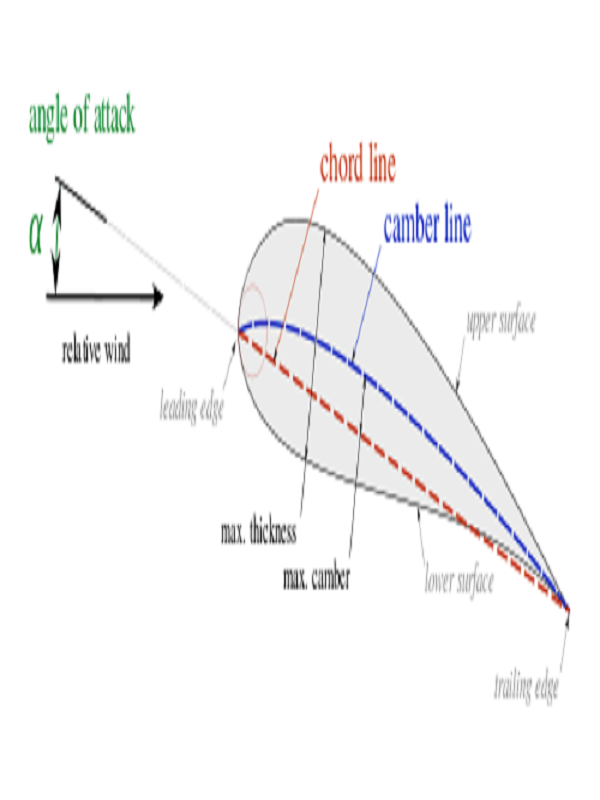 angle of attack
chord line
camber line
α
upper surface
relative wind
leading edge
max. thickness
max. camber
lower surface
trailing edge